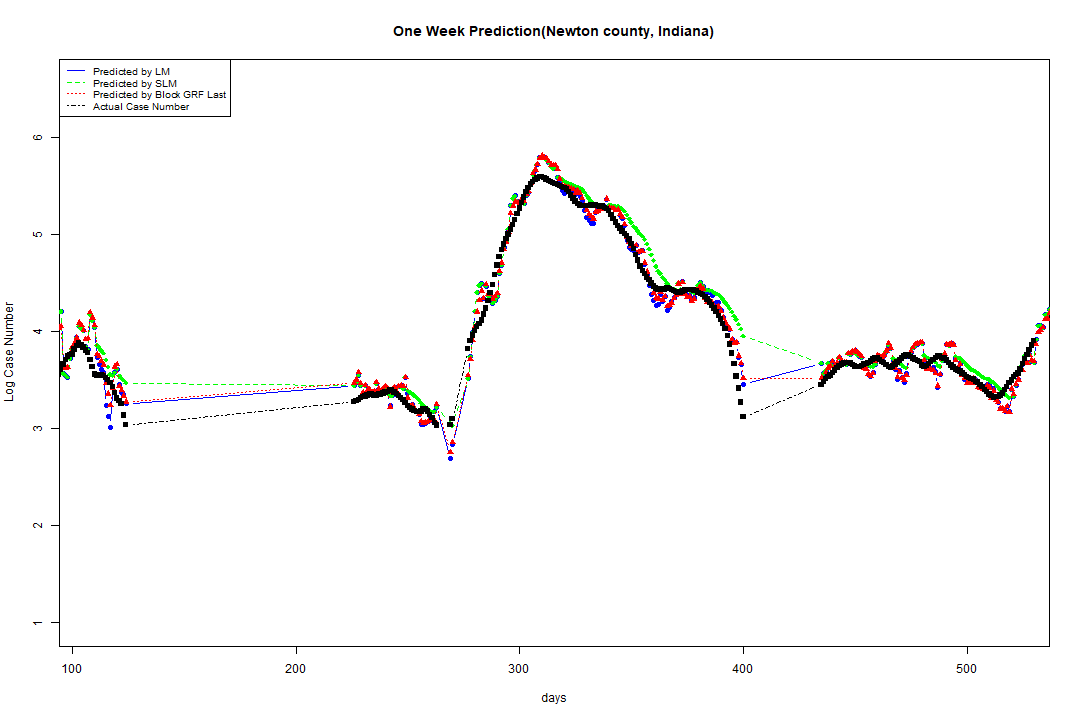 One Week Prediction(Newton county, Indiana)
Predicted by LM
Predicted by SLM
Predicted by Block GRF Last
Actual Case Number
Log Case Number
6
5
4
3
2
1
100 200 300 400 500
days